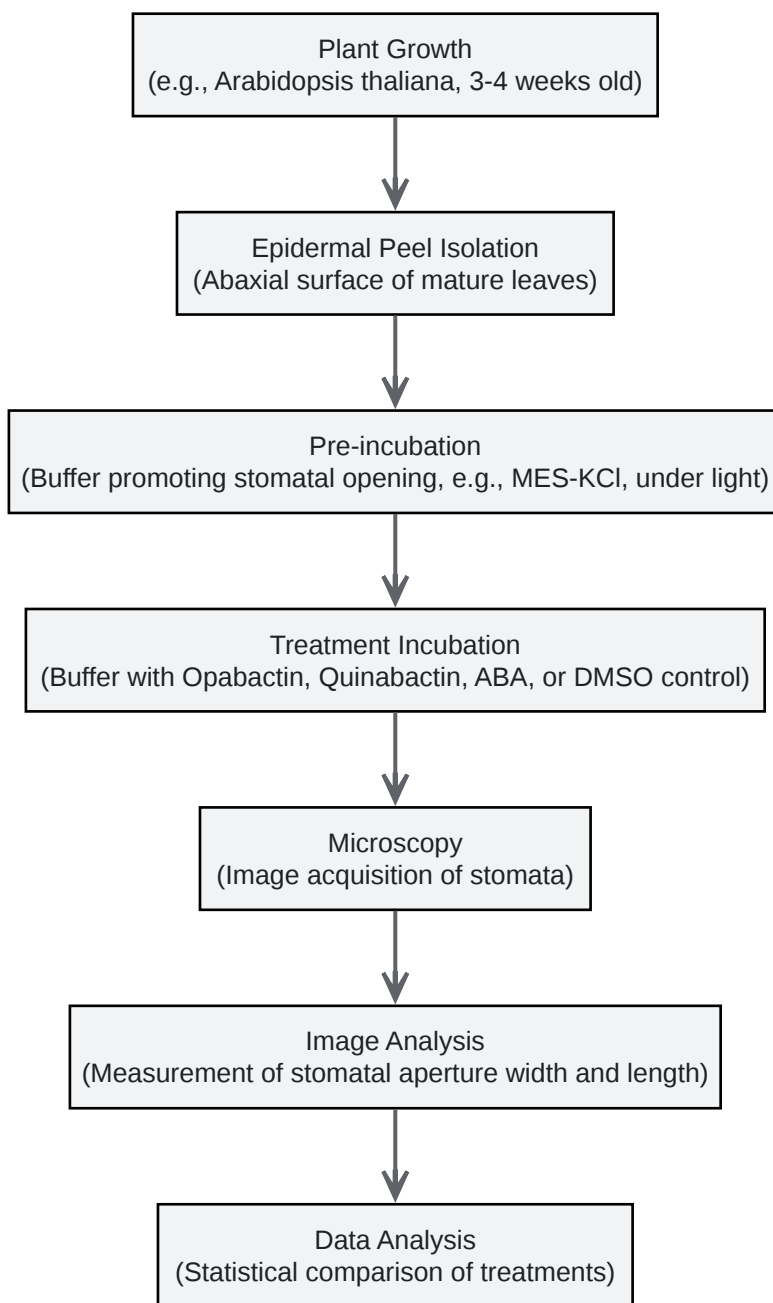 Plant Growth
(e.g., Arabidopsis thaliana, 3-4 weeks old)
Epidermal Peel Isolation
(Abaxial surface of mature leaves)
Pre-incubation
(Buffer promoting stomatal opening, e.g., MES-KCl, under light)
Treatment Incubation
(Buffer with Opabactin, Quinabactin, ABA, or DMSO control)
Microscopy
(Image acquisition of stomata)
Image Analysis
(Measurement of stomatal aperture width and length)
Data Analysis
(Statistical comparison of treatments)